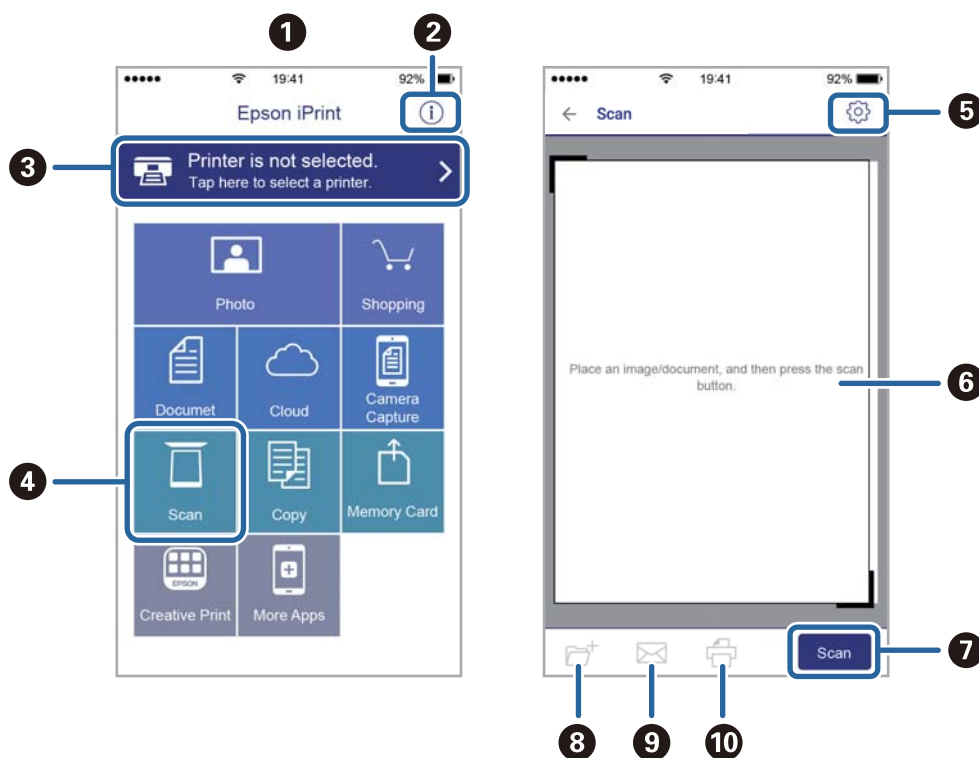 1
2
19:41
92%
Epson iPrint
i
3
Printer is not selected.
Tap here to select a printer.
Photo
Shopping
Documet
Cloud
Camera
Capture
4
Scan
Copy
Memory Card
EPSON
Creative Print
More Apps
19:41
92%
← Scan
5
Place an image/document, and then press the scan
button.
6
Scan
7
8
9
10